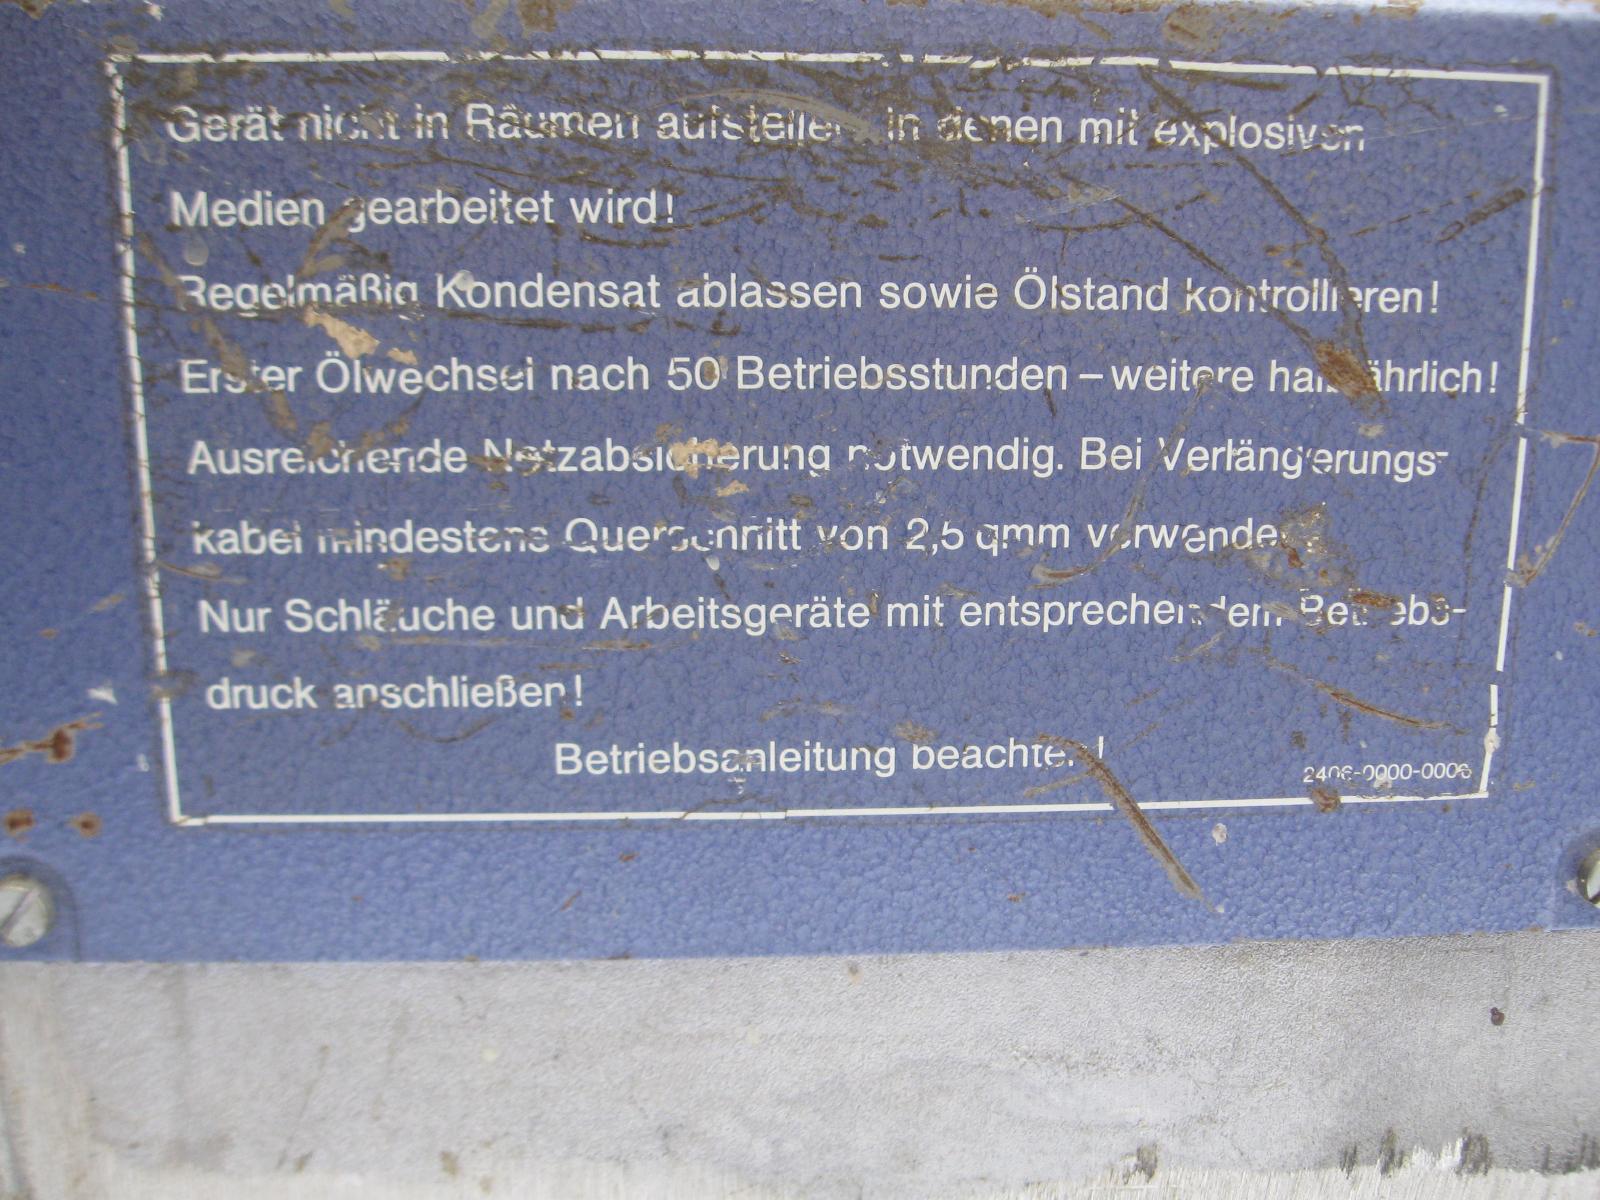 Gerät nicht in Räumen aufstellen, in denen mit explosiven
Medien gearbeitet wird!
Regelmäßig Kondensat ablassen sowie Ölstand kontrollieren!
Erster Ölwechsel nach 50 Betriebsstunden – weitere halbjährlich!
Ausreichende Netzabsicherung notwendig. Bei Verlängerungs-
kabel mindestens Querschnitt von 2,5 qmm verwenden
Nur Schläuche und Arbeitsgeräte mit entsprechendem Betriebs-
druck anschließen!
Betriebsanleitung beachten!
2406-0000-0006